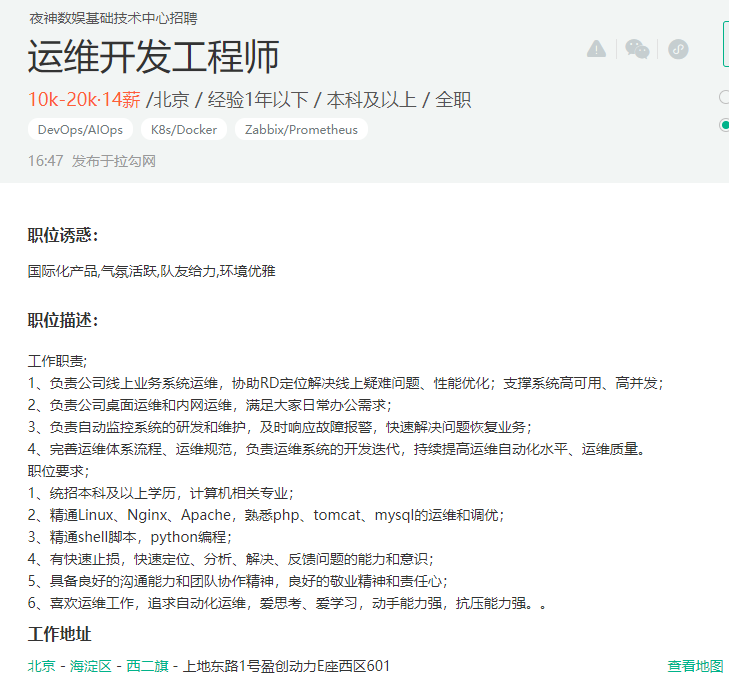 夜神数娱基础技术中心招聘
运维开发工程师
10k-20k·14薪 /北京 / 经验1年以下 / 本科及以上 / 全职
DevOps/AIOps K8s/Docker Zabbix/Prometheus
16:47 发布于拉勾网
职位诱惑：
国际化产品,气氛活跃,队友给力,环境优雅
职位描述：
工作职责;
1、负责公司线上业务系统运维，协助RD定位解决线上疑难问题、性能优化；支撑系统高可用、高并发；
2、负责公司桌面运维和内网运维，满足大家日常办公需求；
3、负责自动监控系统的研发和维护，及时响应故障报警，快速解决问题恢复业务；
4、完善运维体系流程、运维规范，负责运维系统的开发迭代，持续提高运维自动化水平、运维质量。
职位要求；
1、统招本科及以上学历，计算机相关专业；
2、精通Linux、Nginx、Apache，熟悉php、tomcat、mysql的运维和调优；
3、精通shell脚本，python编程；
4、有快速止损，快速定位、分析、解决、反馈问题的能力和意识；
5、具备良好的沟通能力和团队协作精神，良好的敬业精神和责任心；
6、喜欢运维工作，追求自动化运维，爱思考、爱学习，动手能力强，抗压能力强。。
工作地址
北京 - 海淀区 - 西二旗 - 上地东路1号盈创动力E座西区601 查看地图